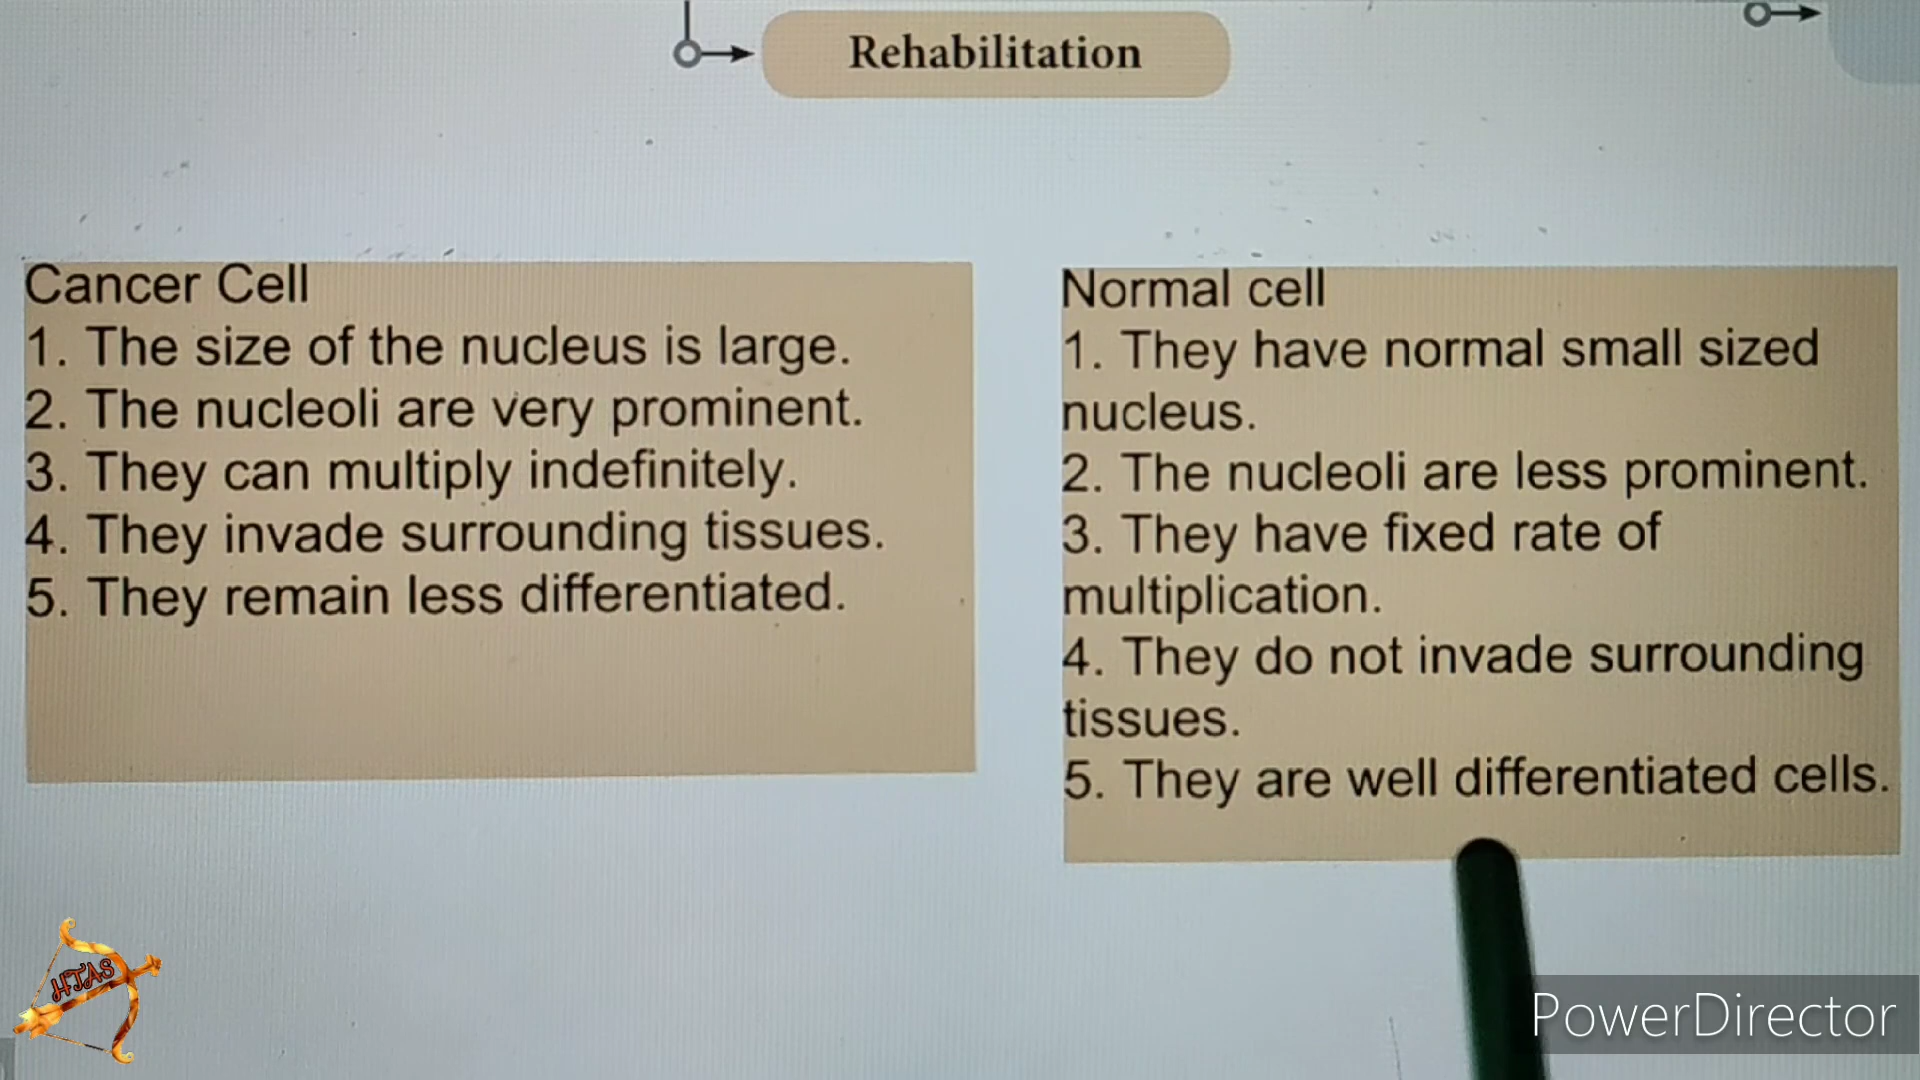 Rehabilitation
Cancer Cell
1. The size of the nucleus is large.
2. The nucleoli are very prominent.
3. They can multiply indefinitely.
4. They invade surrounding tissues.
5. They remain less differentiated.
Normal cell
1. They have normal small sized
nucleus.
2. The nucleoli are less prominent.
3. They have fixed rate of
multiplication.
4. They do not invade surrounding
tissues.
5. They are well differentiated cells.
HTAS
PowerDirector